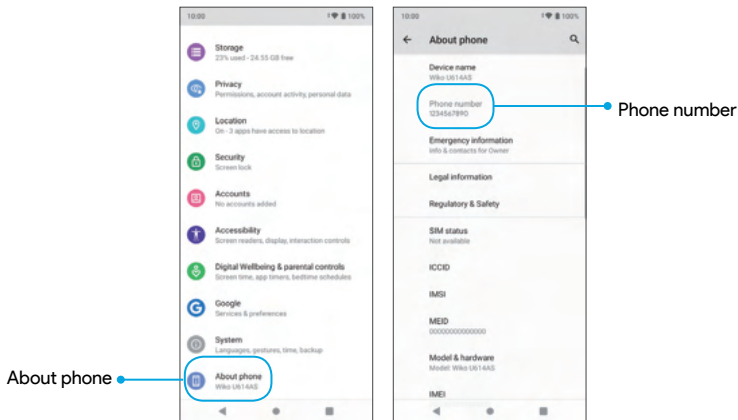 10:00 100%
Storage
23% used - 24.55 GB free
Privacy
Permissions, account activity, personal data
Location
On - 3 apps have access to location
Security
Screen lock
Accounts
No accounts added
Accessibility
Screen readers, display, interaction controls
Digital Wellbeing & parental controls
Screen time, app timers, bedtime schedules
Google
Services & preferences
System
Languages, gestures, time, backup
About phone
Wiko U614AS
About phone
10:00 100%
About phone
Device name
Wiko U614AS
Phone number
1234567890
Emergency information
Info & contacts for Owner
Legal information
Regulatory & Safety
SIM status
Not available
ICCID
IMSI
MEID
00000000000000
Model & hardware
Model: Wiko U614AS
IMEI
Phone number